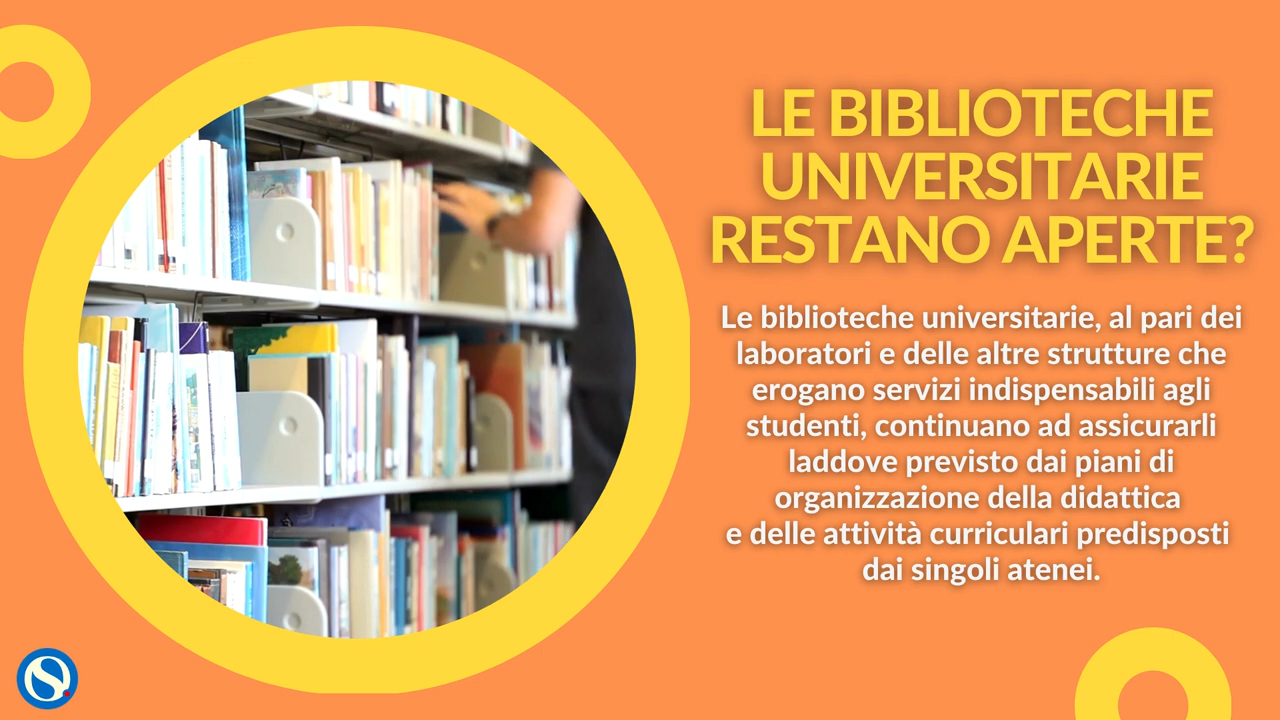 LE BIBLIOTECHE
UNIVERSITARIE
RESTANO APERTE?
Le biblioteche universitarie, al pari dei
laboratori e delle altre strutture che
erogano servizi indispensabili agli
studenti, continuano ad assicurarli
laddove previsto dai piani di
organizzazione della didattica
e delle attività curriculari predisposti
dai singoli atenei.
S